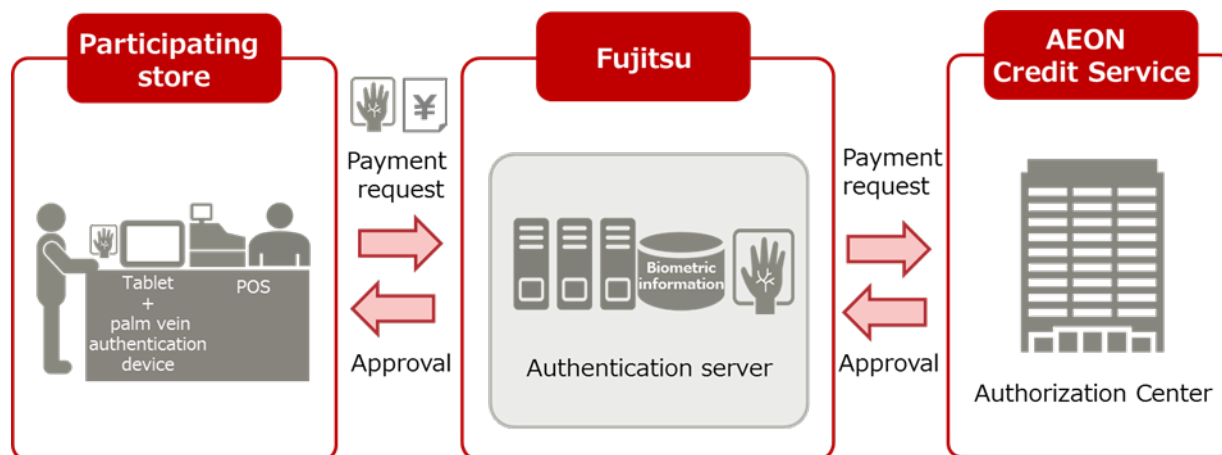 Participating
store
Fujitsu
AEON
Credit Service
¥
Payment
request
Payment
request
Tablet
+
palm vein
authentication
device
POS
Biometric
information
Approval
Authentication server
Approval
Authorization Center